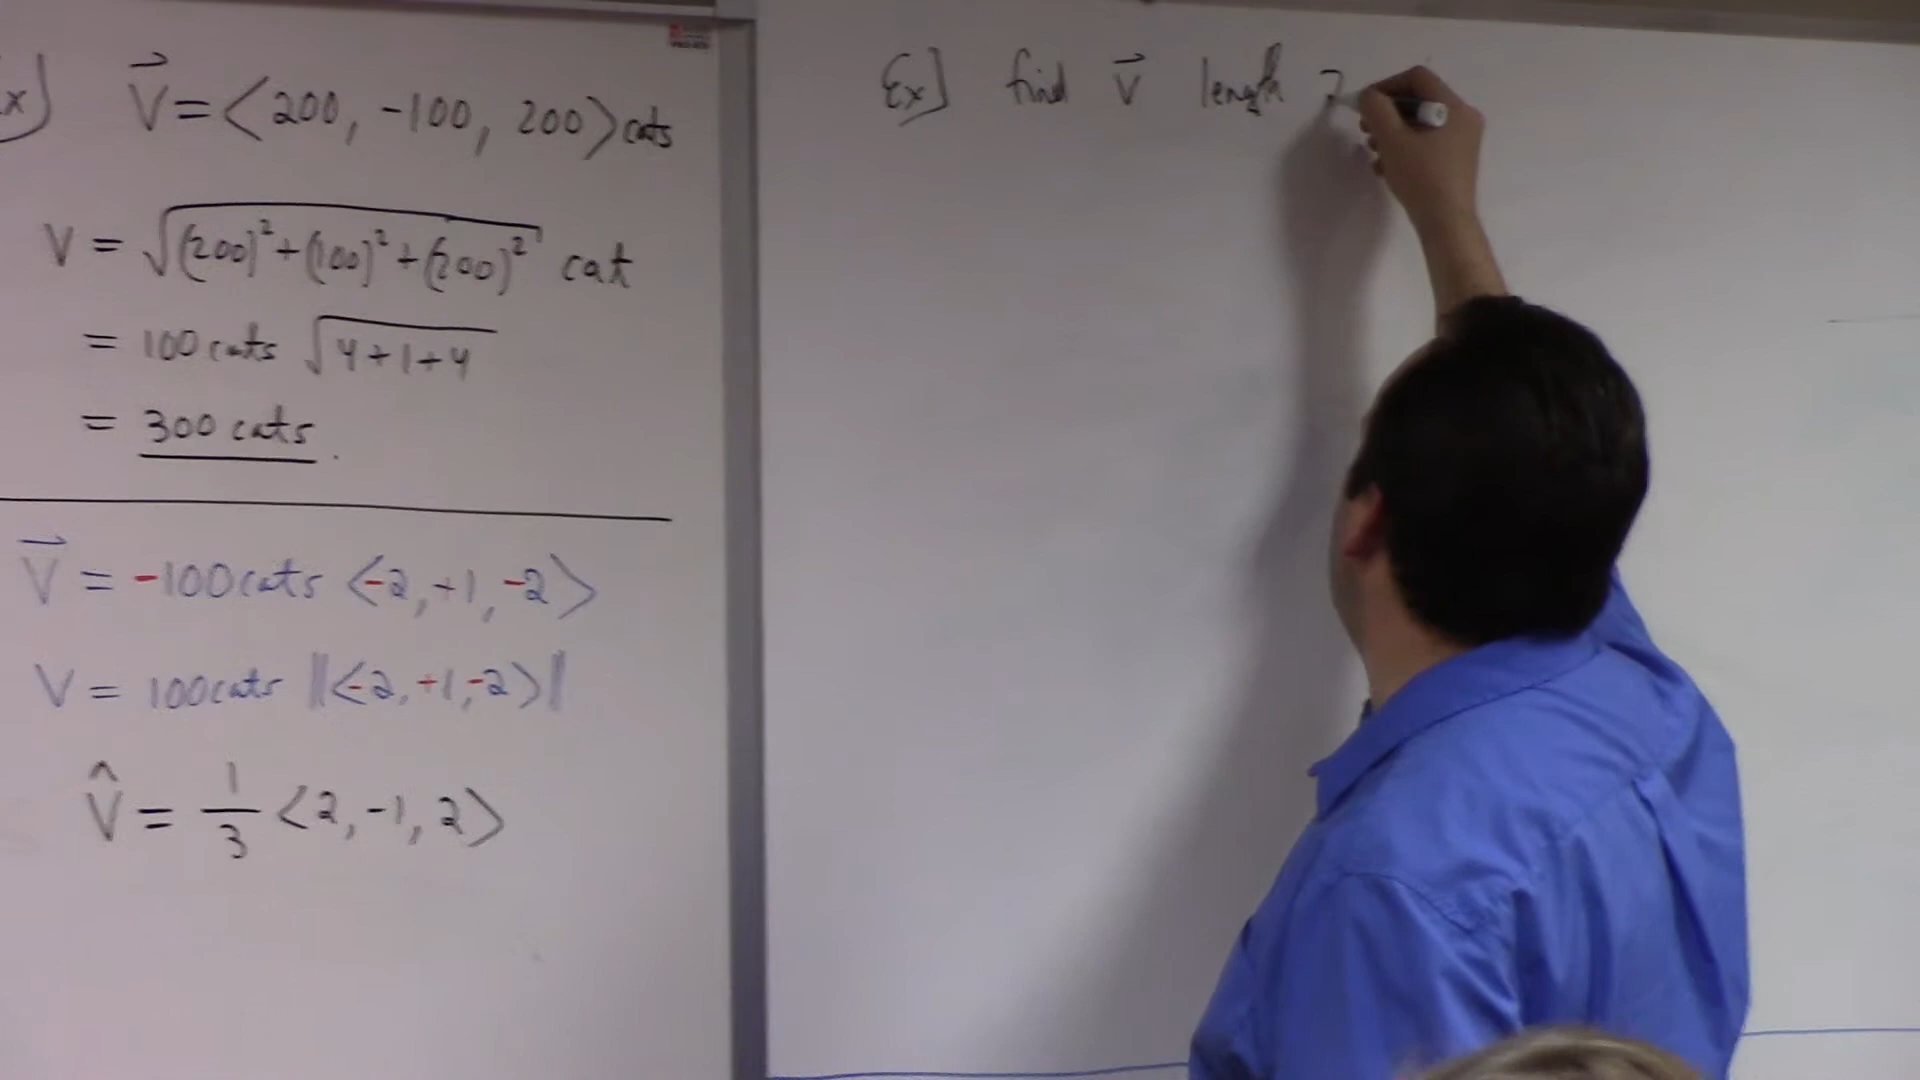 Ex] V⃗ = <200, -100, 200> cats
V = √((200)² + (100)² + (200)²) cat
= 100 cats √(4 + 1 + 4)
= 300 cats.
V⃗ = -100 cats <-2, +1, -2>
V = 100 cats ||<-2, +1, -2>||
V̂ = 1/3 <2, -1, 2>
Ex] find V⃗ length 7